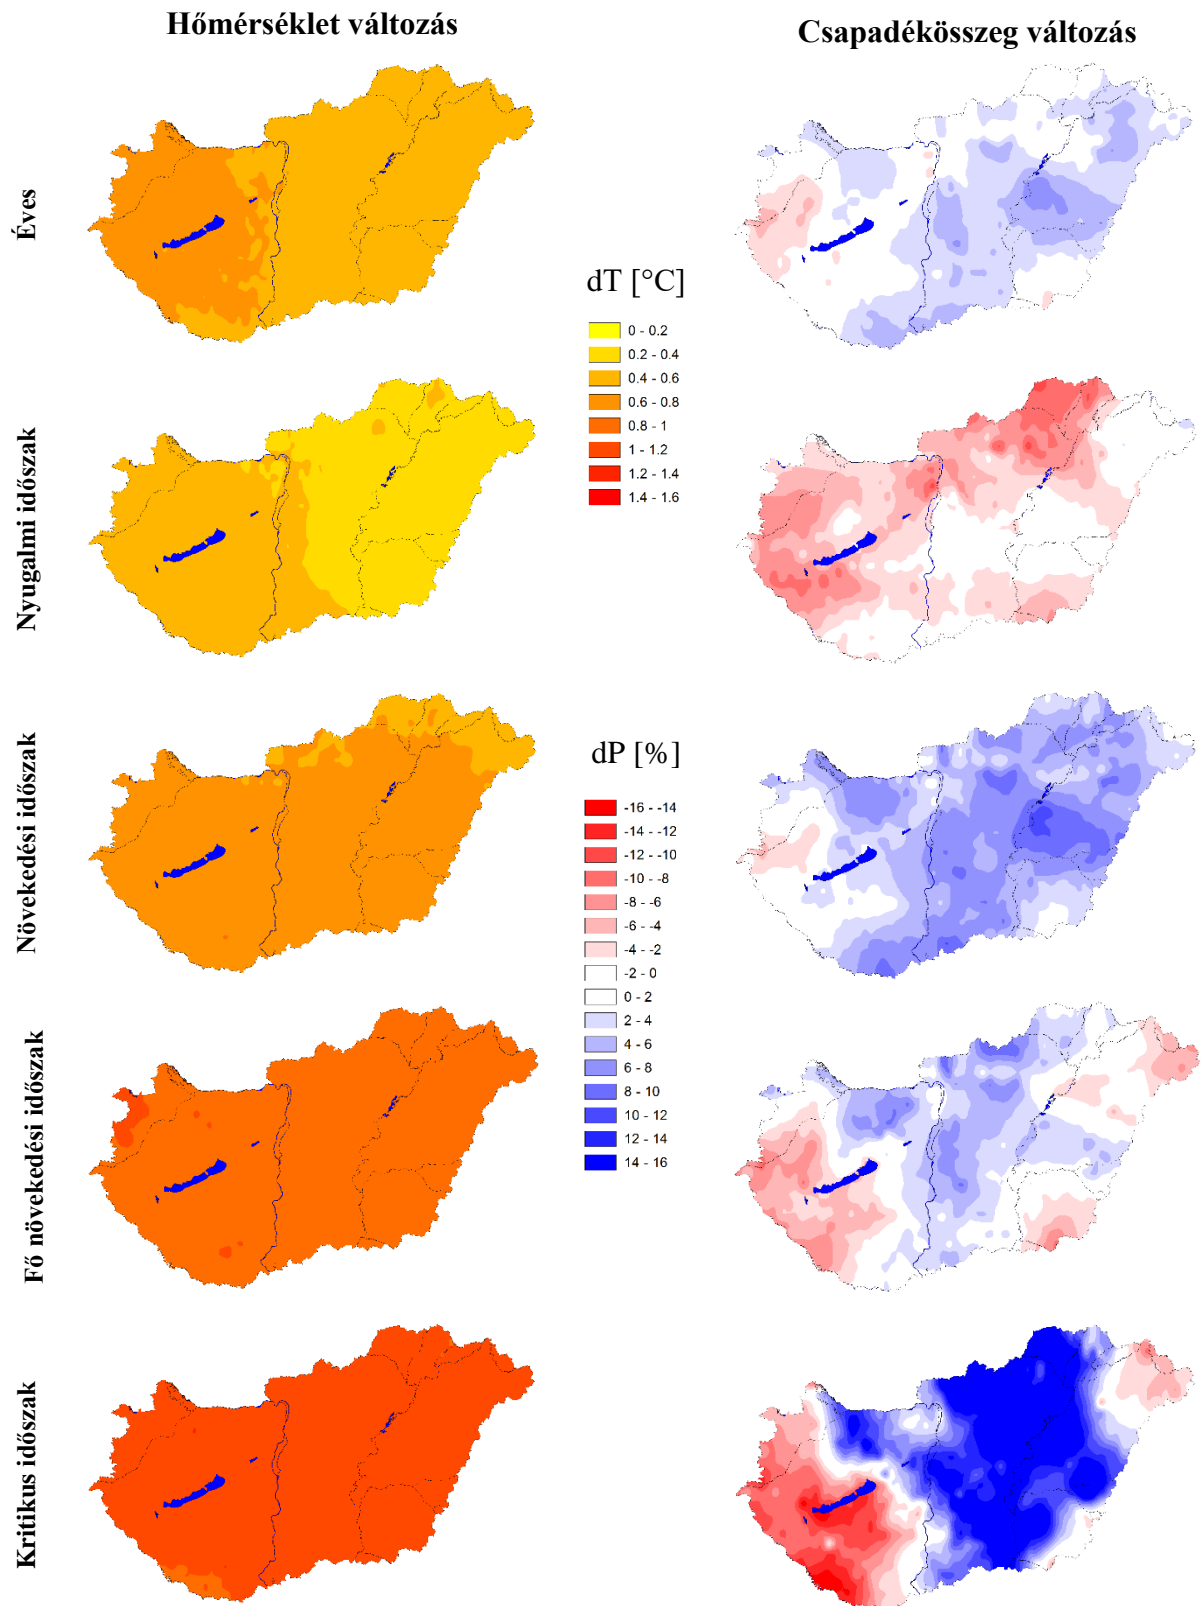 Hőmérséklet változás
Csapadékösszeg változás
Éves
Nyugalmi időszak
Növekedési időszak
Fő növekedési időszak
Kritikus időszak
dT [°C]
0 - 0.2
0.2 - 0.4
0.4 - 0.6
0.6 - 0.8
0.8 - 1
1 - 1.2
1.2 - 1.4
1.4 - 1.6
dP [%]
-16 - -14
-14 - -12
-12 - -10
-10 - -8
-8 - -6
-6 - -4
-4 - -2
-2 - 0
0 - 2
2 - 4
4 - 6
6 - 8
8 - 10
10 - 12
12 - 14
14 - 16